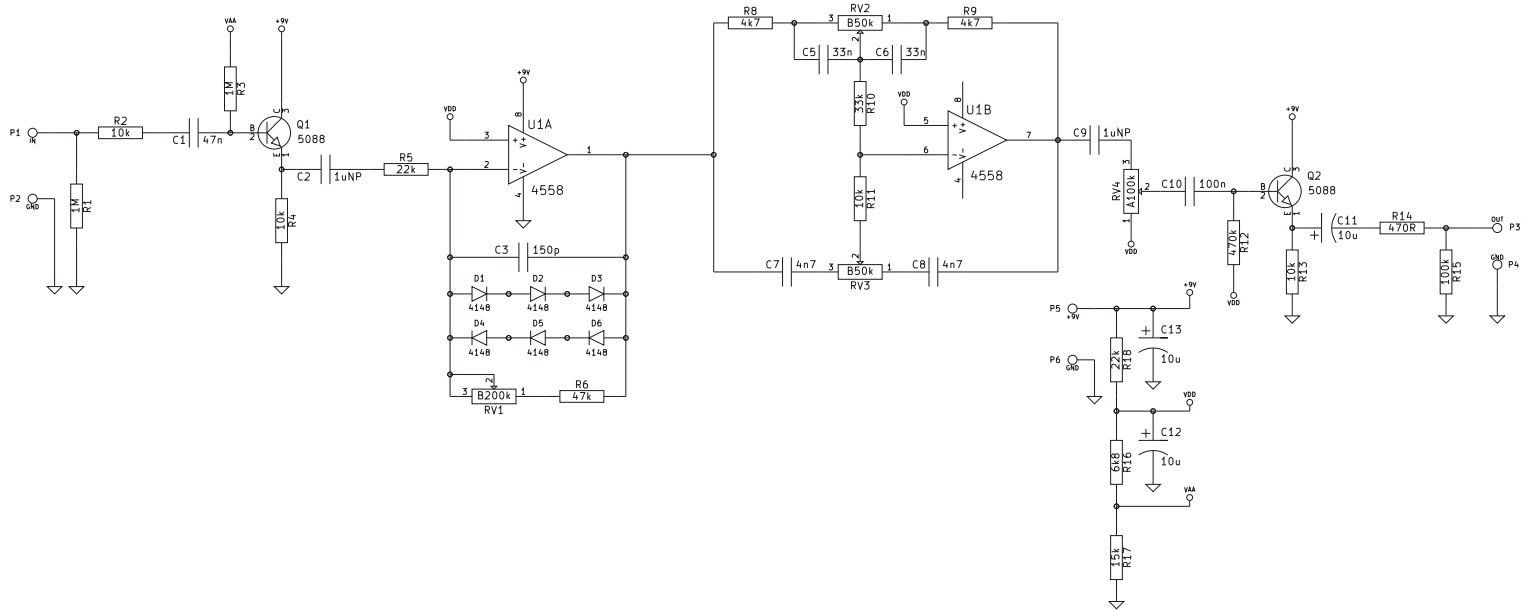 P1
IN
P2
GND
1M
R1
R2
10k
C1
47n
VAA
1M
R3
+9V
Q1
5088
C
3
B
2
E
1
10k
R4
C2
1uNP
R5
22k
VDD
+9V
U1A
4558
3
2
8
4
1
+
V+
-
V-
C3
150p
D1
4148
D2
4148
D3
4148
D4
4148
D5
4148
D6
4148
3
B200k
2
1
RV1
R6
47k
R8
4k7
RV2
3
B50k
1
2
R9
4k7
C5
33n
C6
33n
33k
R10
VDD
U1B
4558
5
6
8
4
7
+
V+
-
V-
10k
R11
C7
4n7
2
3
B50k
1
RV3
C8
4n7
C9
1uNP
3
RV4
A100k
2
1
VDD
C10
100n
470k
R12
VDD
+9V
Q2
5088
C
3
B
2
E
1
10k
R13
+
C11
10u
R14
470R
100k
R15
OUT
P3
GND
P4
P5
+9V
P6
GND
+9V
22k
R18
+
C13
10u
VDD
+
C12
10u
6k8
R16
VAA
15k
R17